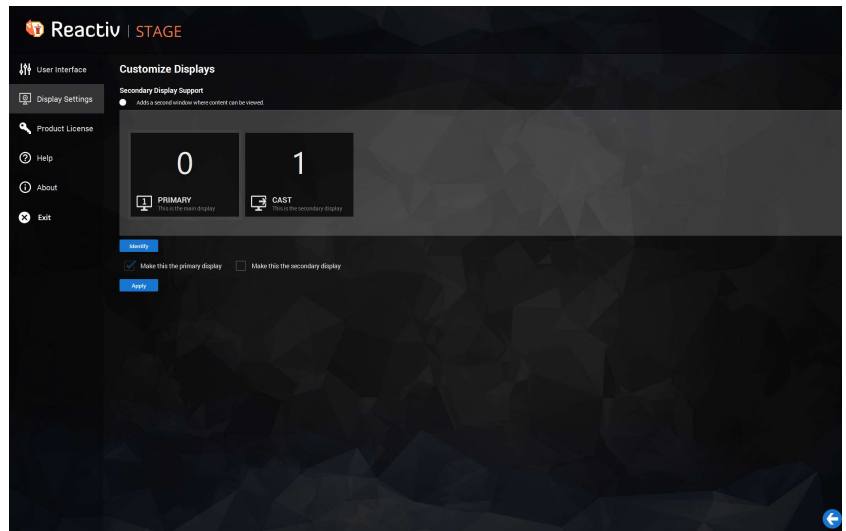 Reactiv | STAGE
User Interface
Display Settings
Product License
Help
About
Exit
Customize Displays
Secondary Display Support
Adds a second window where content can be viewed.
0
1
1
PRIMARY
This is the main display
CAST
This is the secondary display
Identify
Make this the primary display
Make this the secondary display
Apply